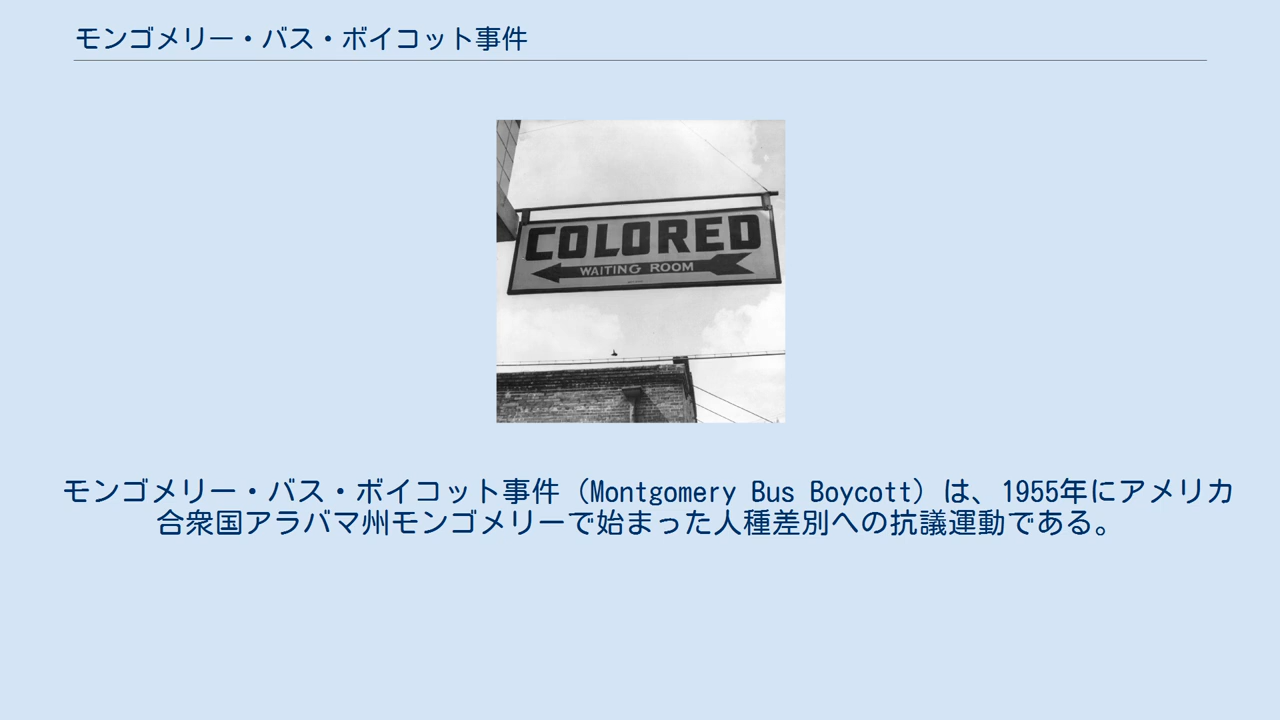 モンゴメリー・バス・ボイコット事件
COLORED
WAITING ROOM
モンゴメリー・バス・ボイコット事件（Montgomery Bus Boycott）は、1955年にアメリカ
合衆国アラバマ州モンゴメリーで始まった人種差別への抗議運動である。